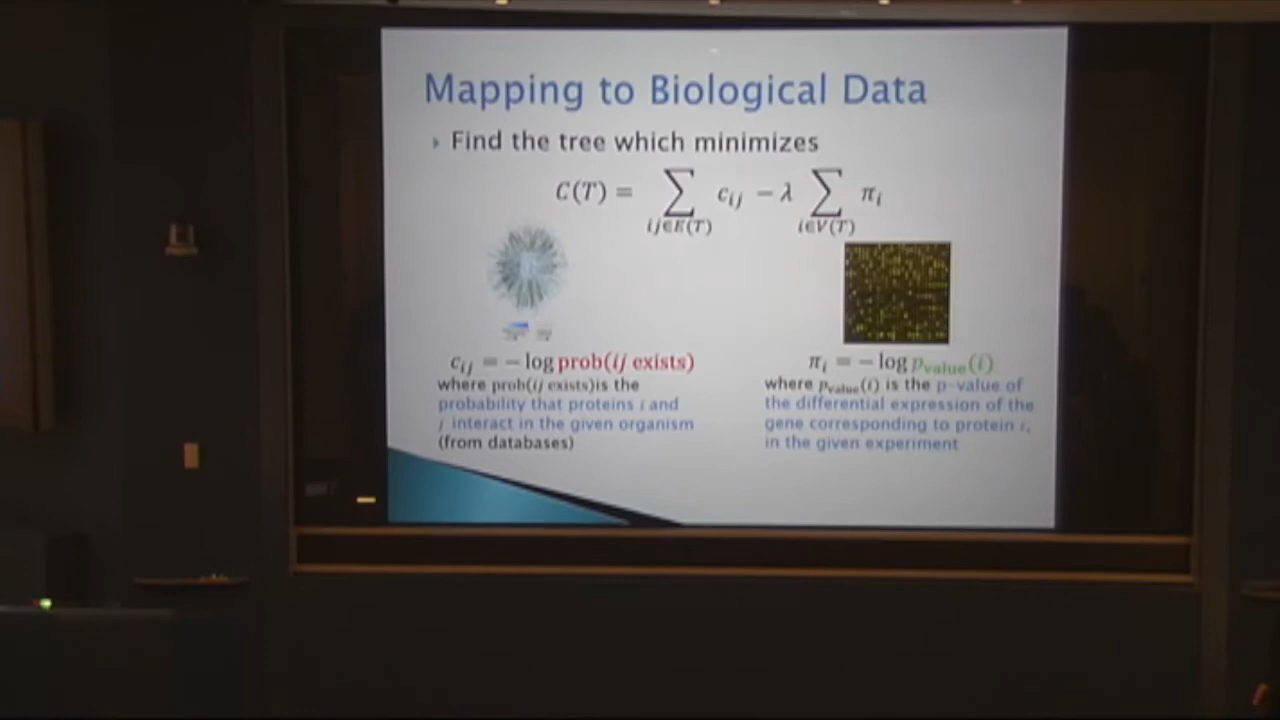 Mapping to Biological Data
Find the tree which minimizes
C(T) = ∑ c_ij − λ ∑ π_i
ij∈E(T) i∈V(T)
c_ij = −log prob(ij exists)
where prob(ij exists)is the
probability that proteins i and
j interact in the given organism
(from databases)
π_i = −log p_value(i)
where p_value(i) is the p-value of
the differential expression of the
gene corresponding to protein i,
in the given experiment